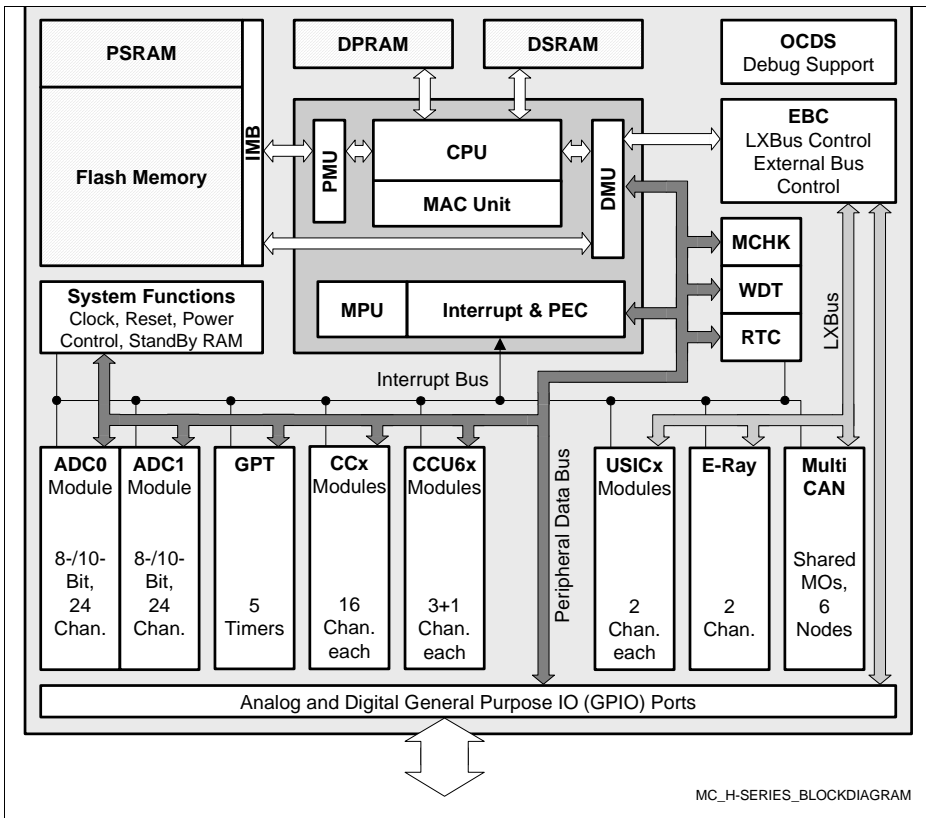 PSRAM
Flash Memory
IMB
DPRAM
DSRAM
OCDS
Debug Support
PMU
CPU
MAC Unit
DMU
EBC
LXBus Control
External Bus
Control
MCHK
WDT
RTC
LXBus
System Functions
Clock, Reset, Power
Control, StandBy RAM
MPU
Interrupt & PEC
Interrupt Bus
ADC0
Module
8-/10-
Bit,
24
Chan.
ADC1
Module
8-/10-
Bit,
24
Chan.
GPT
5
Timers
CCx
Modules
16
Chan.
each
CCU6x
Modules
3+1
Chan.
each
Peripheral Data Bus
USICx
Modules
2
Chan.
each
E-Ray
2
Chan.
Multi
CAN
Shared
MOs,
6
Nodes
Analog and Digital General Purpose IO (GPIO) Ports
MC_H-SERIES_BLOCKDIAGRAM